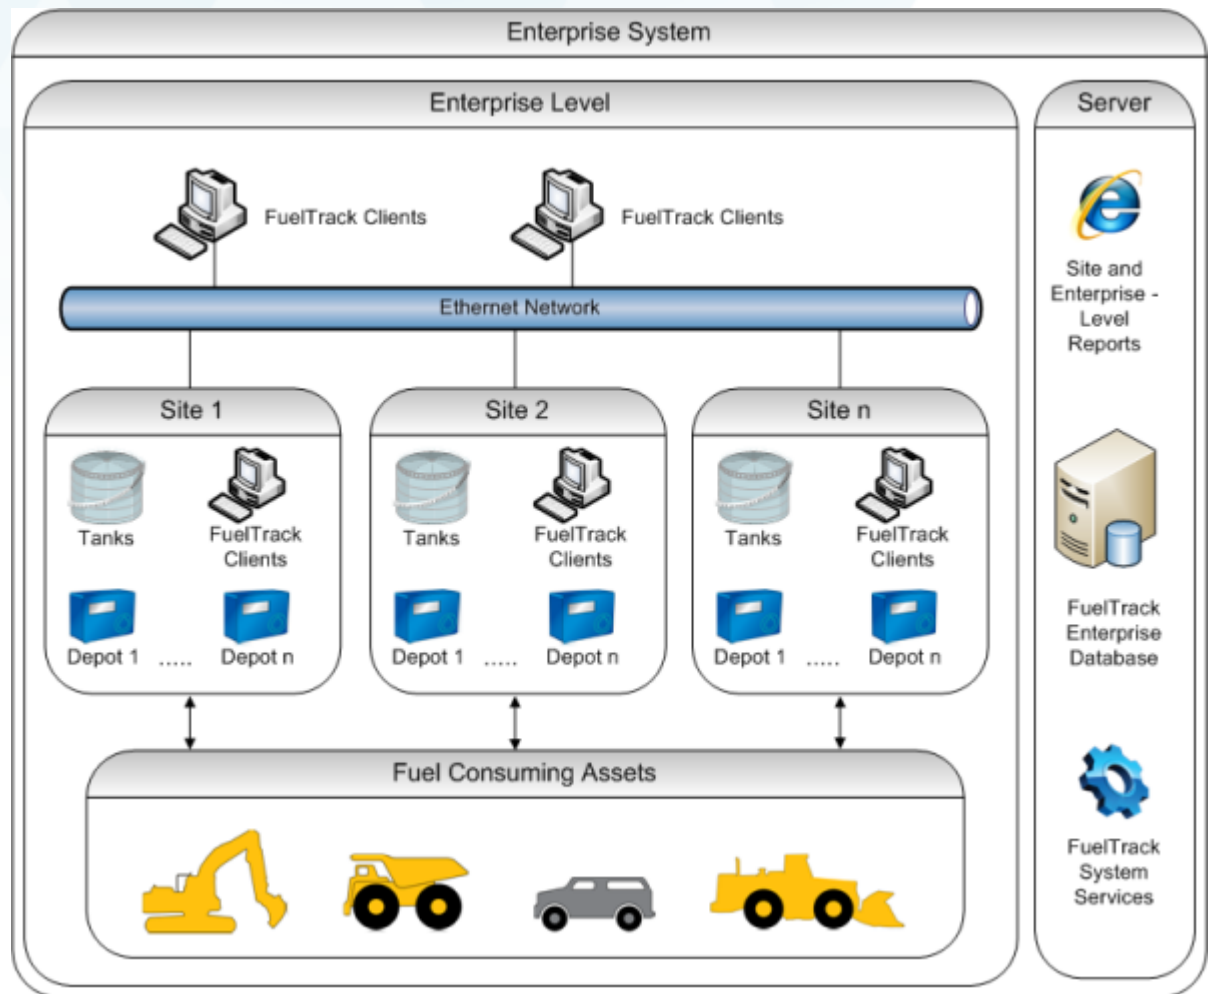 Enterprise System
Enterprise Level
Server
FuelTrack Clients
FuelTrack Clients
Site and
Enterprise -
Level
Reports
Ethernet Network
Site 1
Site 2
Site n
Tanks
FuelTrack
Clients
Tanks
FuelTrack
Clients
Tanks
FuelTrack
Clients
Depot 1 ..... Depot n
Depot 1 ..... Depot n
Depot 1 ..... Depot n
FuelTrack
Enterprise
Database
Fuel Consuming Assets
FuelTrack
System
Services